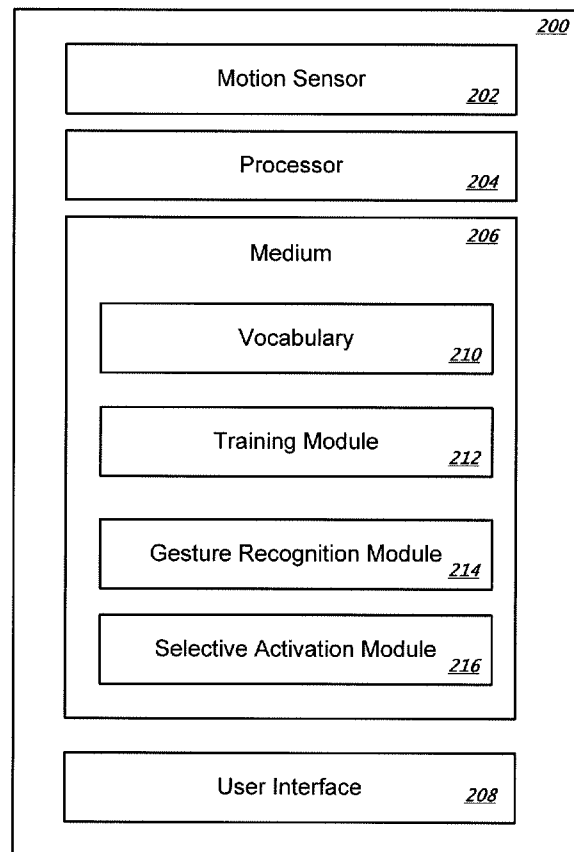 200
Motion Sensor
202
Processor
204
206
Medium
Vocabulary
210
Training Module
212
Gesture Recognition Module
214
Selective Activation Module
216
User Interface
208